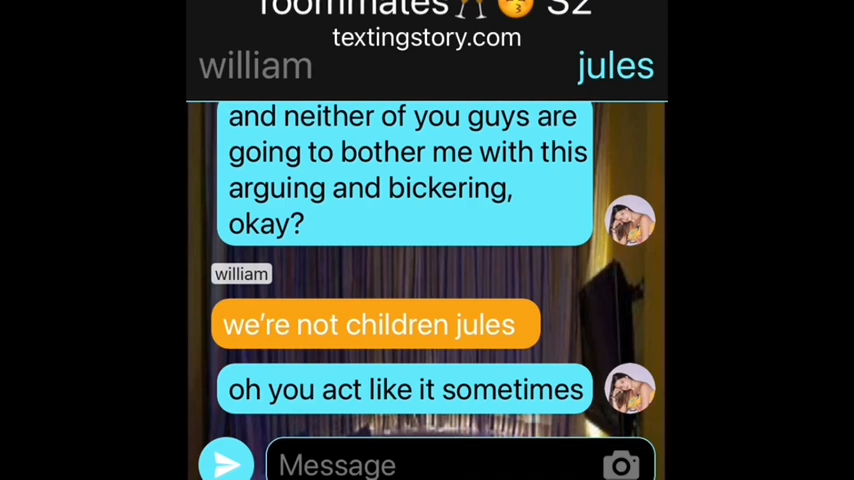 roommates🥂😚 S2
textingstory.com
william
jules
and neither of you guys are
going to bother me with this
arguing and bickering,
okay?
william
we're not children jules
oh you act like it sometimes
Message